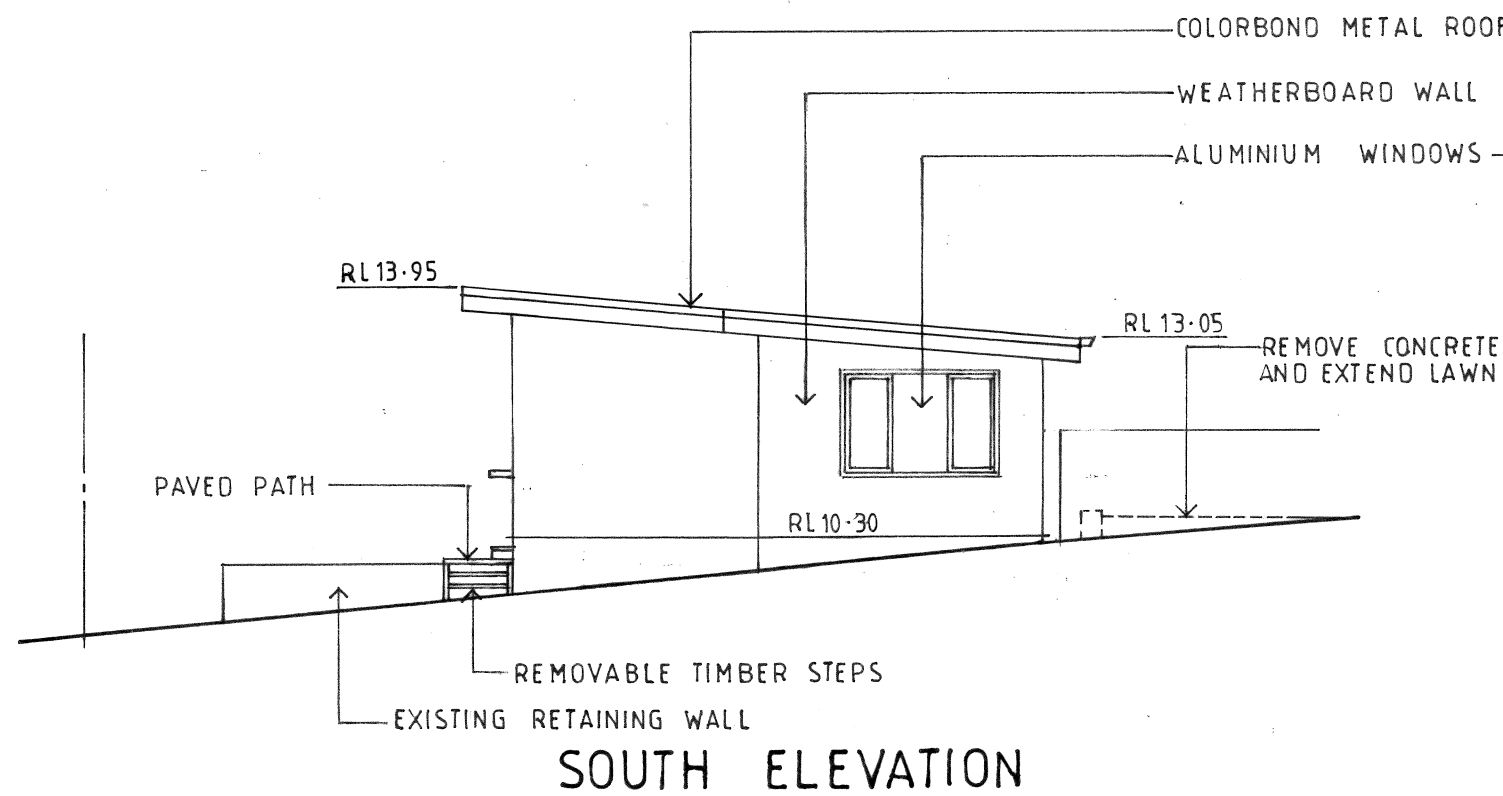 COLORBOND METAL ROOF
WEATHERBOARD WALL
ALUMINIUM WINDOWS -
RL 13·95
RL 13·05
REMOVE CONCRETE
AND EXTEND LAWN
PAVED PATH
RL 10·30
REMOVABLE TIMBER STEPS
EXISTING RETAINING WALL
SOUTH ELEVATION